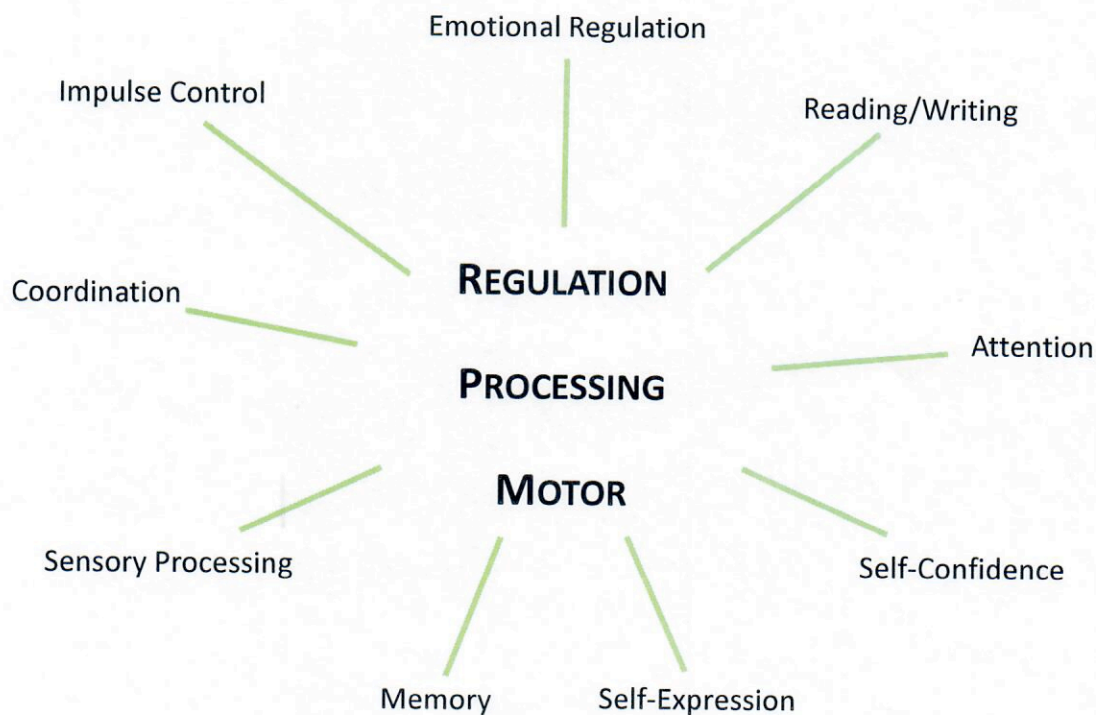 Emotional Regulation
Impulse Control
Reading/Writing
REGULATION
Coordination
Attention
PROCESSING
MOTOR
Sensory Processing
Self-Confidence
Memory
Self-Expression